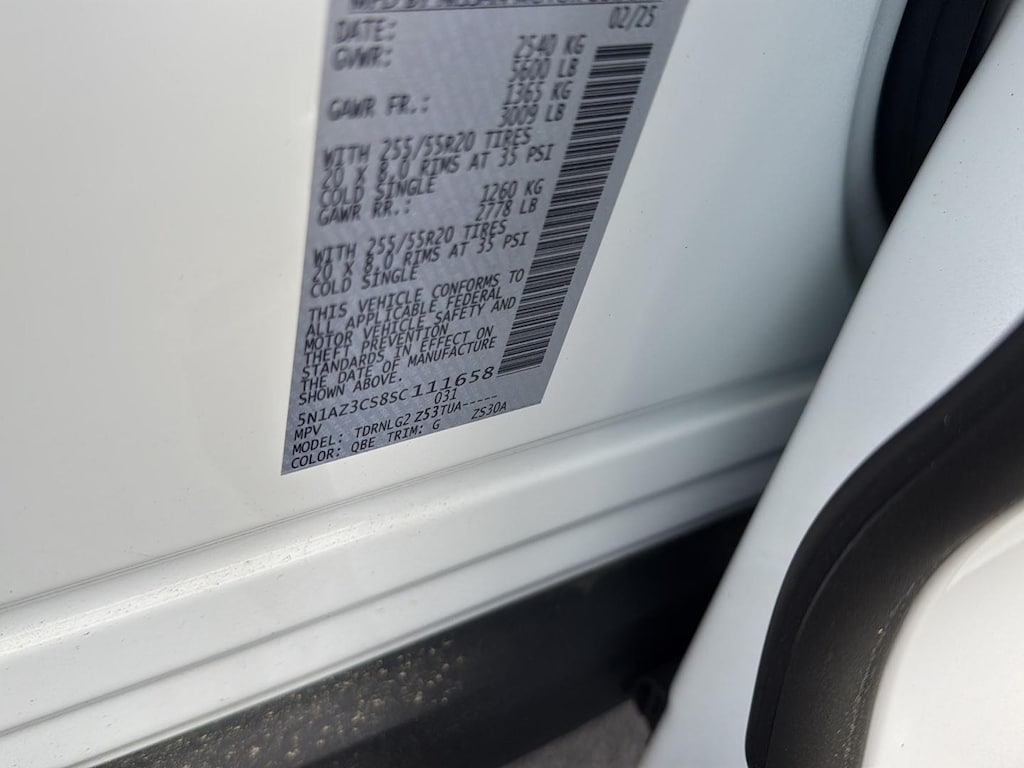 MFD BY NISSAN
DATE: 02/25
GVWR: 2540 KG
5600 LB
GAWR FR.: 1365 KG
3009 LB
WITH 255/55R20 TIRES
20 X 8.0 RIMS AT 35 PSI
COLD SINGLE
GAWR RR.: 1260 KG
2778 LB
WITH 255/55R20 TIRES
20 X 8.0 RIMS AT 35 PSI
COLD SINGLE
THIS VEHICLE CONFORMS TO
ALL APPLICABLE FEDERAL
MOTOR VEHICLE SAFETY AND
THEFT PREVENTION
STANDARDS IN EFFECT ON
THE DATE OF MANUFACTURE
SHOWN ABOVE.
5N1AZ3CS8SC111658
MPV 031
MODEL: TDRNLG2 Z53TUA-----
COLOR: QBE TRIM: G ZS30A